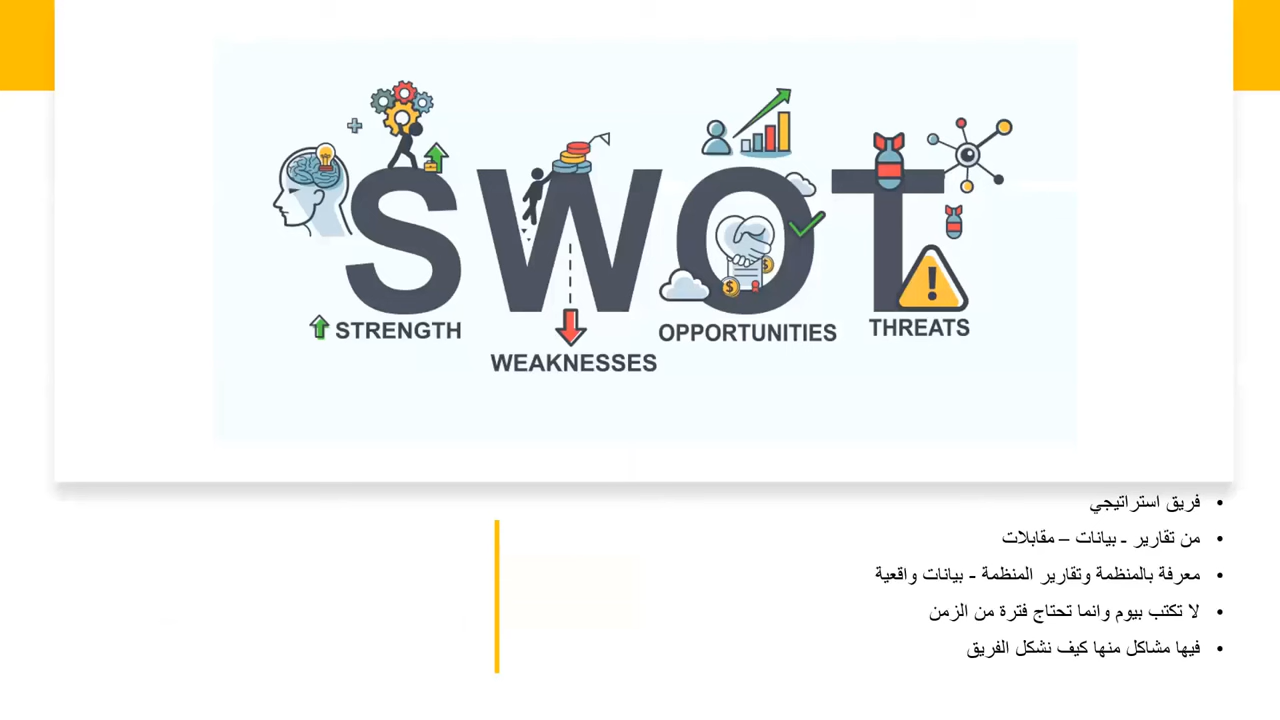 SWOT
STRENGTH
WEAKNESSES
OPPORTUNITIES
THREATS
• فريق استراتيجي
• من تقارير - بيانات – مقابلات
• معرفة بالمنظمة وتقارير المنظمة - بيانات واقعية
• لا تكتب بيوم وانما تحتاج فترة من الزمن
• فيها مشاكل منها كيف نشكل الفريق